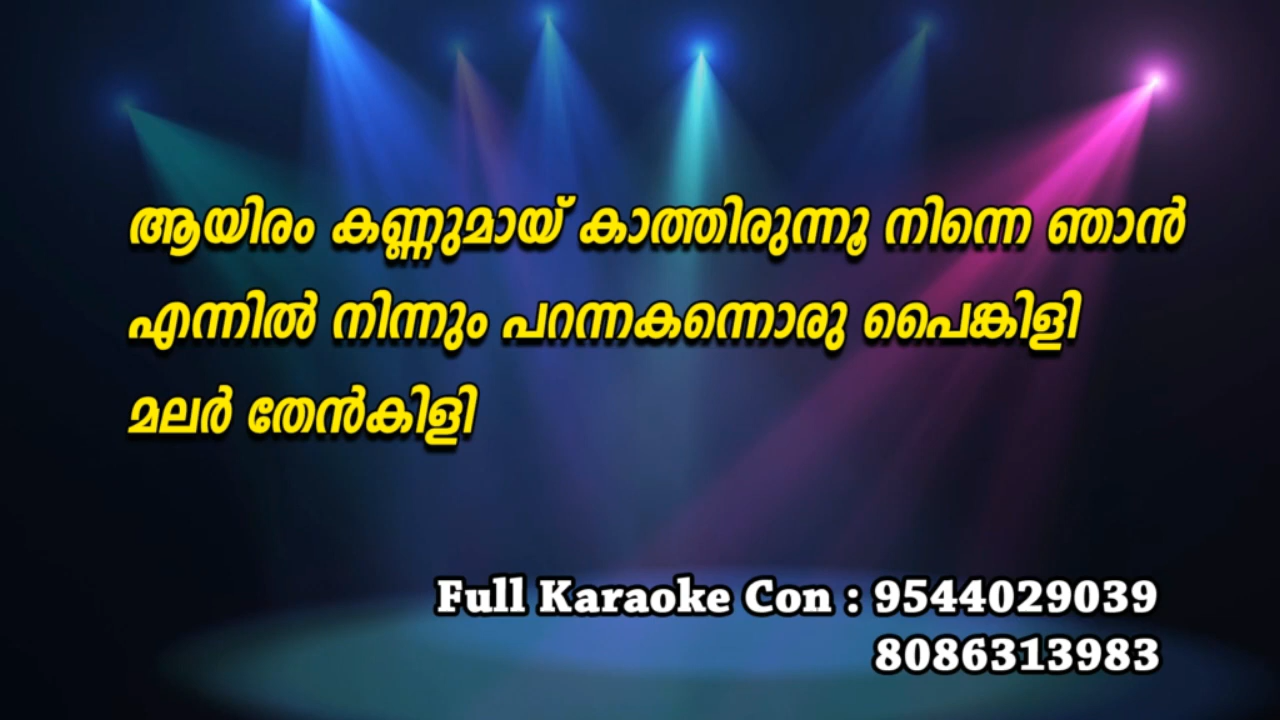 ആയിരം കണ്ണുമായ് കാത്തിരുന്നൂ നിന്നെ ഞാൻ
എന്നിൽ നിന്നും പറന്നകന്നൊരു പൈങ്കിളി
മലർ തേൻകിളി
Full Karaoke Con : 9544029039
8086313983